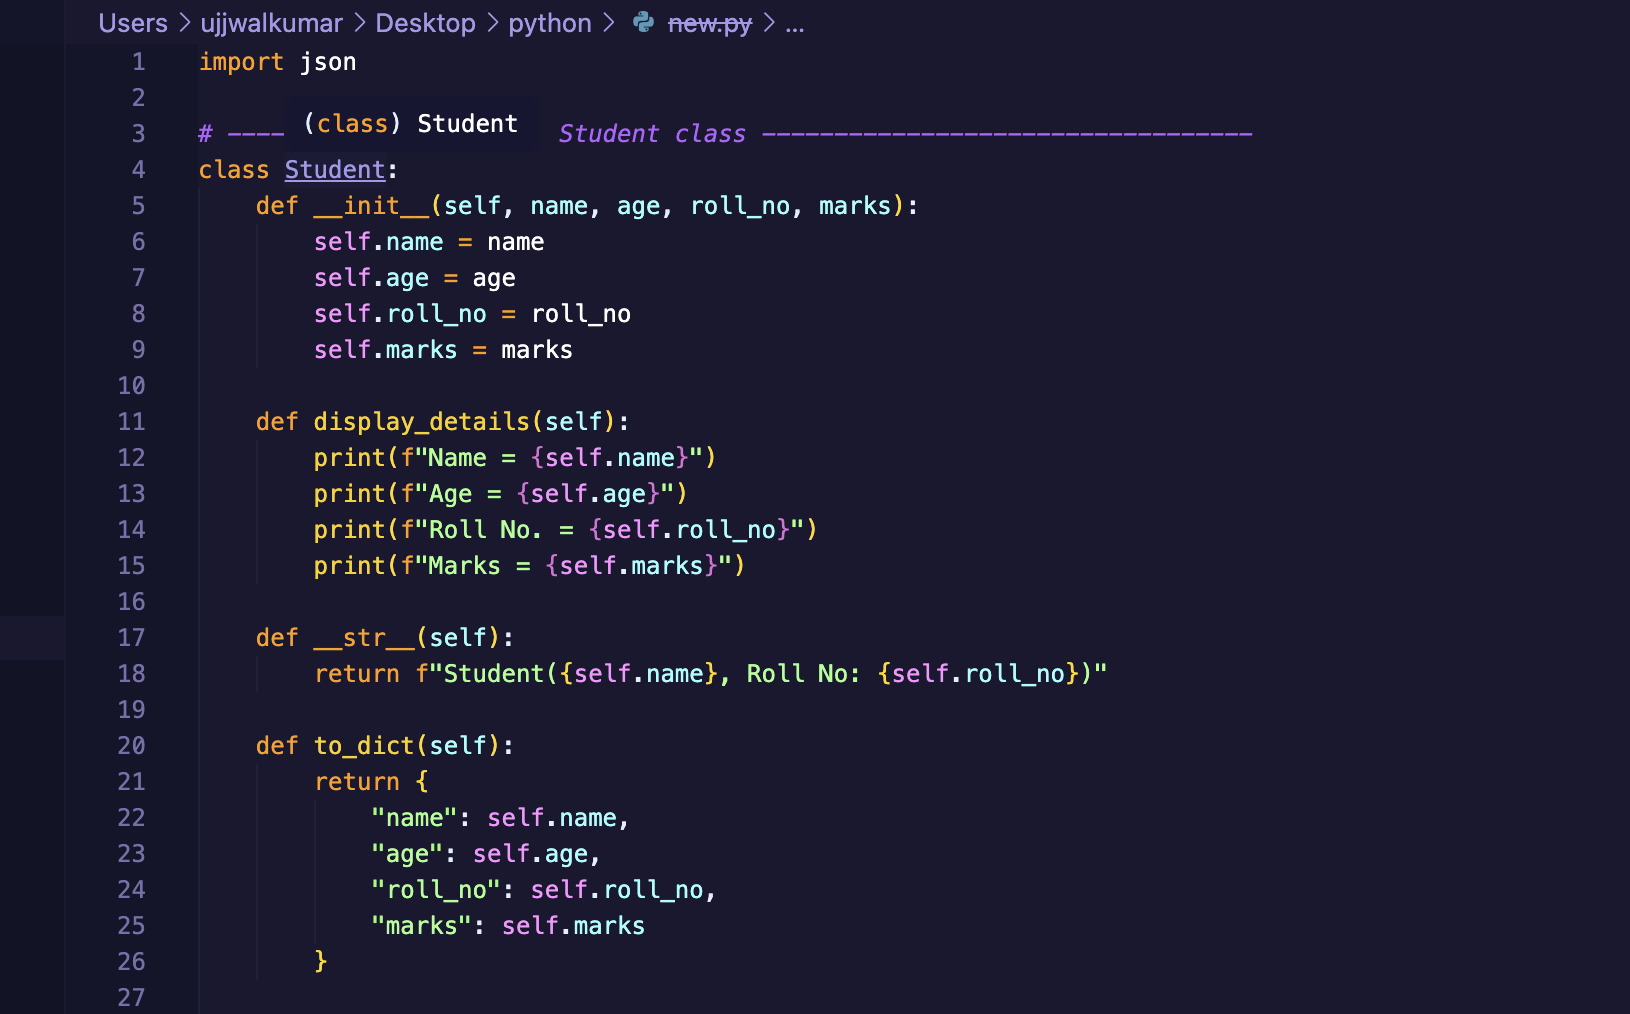 Users > ujjwalkumar > Desktop > python > new.py > ...
1 import json
2
(class) Student
3 # ---- Student class ----------------------------------
4 class Student:
5     def __init__(self, name, age, roll_no, marks):
6         self.name = name
7         self.age = age
8         self.roll_no = roll_no
9         self.marks = marks
10
11     def display_details(self):
12         print(f"Name = {self.name}")
13         print(f"Age = {self.age}")
14         print(f"Roll No. = {self.roll_no}")
15         print(f"Marks = {self.marks}")
16
17     def __str__(self):
18         return f"Student({self.name}, Roll No: {self.roll_no})"
19
20     def to_dict(self):
21         return {
22             "name": self.name,
23             "age": self.age,
24             "roll_no": self.roll_no,
25             "marks": self.marks
26         }
27